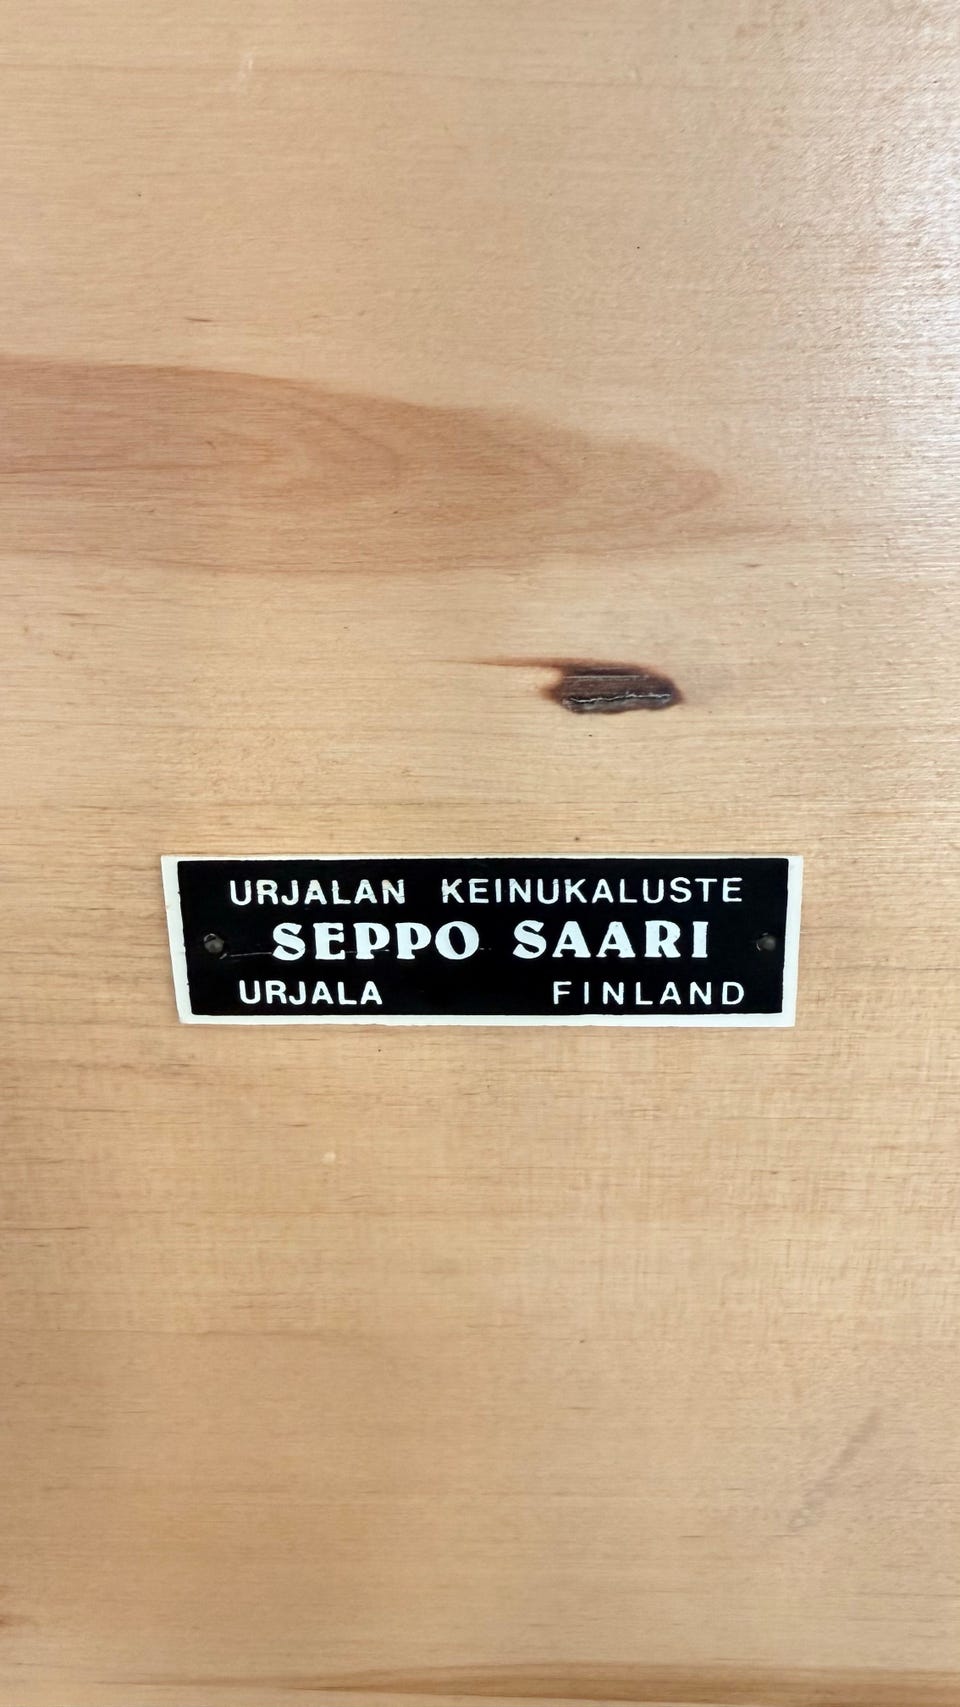 URJALAN KEINUKALUSTE
SEPPO SAARI
URJALA FINLAND